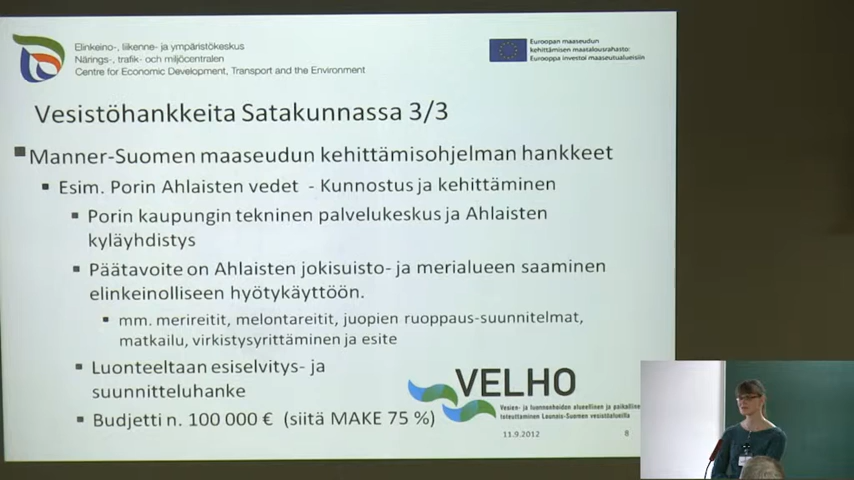 Elinkeino-, liikenne- ja ympäristökeskus
Närings-, trafik- och miljöcentralen
Centre for Economic Development, Transport and the Environment
Euroopan maaseudun
kehittämisen maatalousrahasto:
Eurooppa investoi maaseutualueisiin
Vesistöhankkeita Satakunnassa 3/3
Manner-Suomen maaseudun kehittämisohjelman hankkeet
Esim. Porin Ahlaisten vedet - Kunnostus ja kehittäminen
Porin kaupungin tekninen palvelukeskus ja Ahlaisten
kyläyhdistys
Päätavoite on Ahlaisten jokisuisto- ja merialueen saaminen
elinkeinolliseen hyötykäyttöön.
mm. merireitit, melontareitit, juopien ruoppaus-suunnitelmat,
matkailu, virkistysyrittäminen ja esite
Luonteeltaan esiselvitys- ja
suunnitteluhanke
Budjetti n. 100 000 € (siitä MAKE 75 %)
VELHO
Vesien- ja luonnonhoidon alueellinen ja paikallinen
toteuttaminen Lounais-Suomen vesistöalueilla
11.9.2012
8